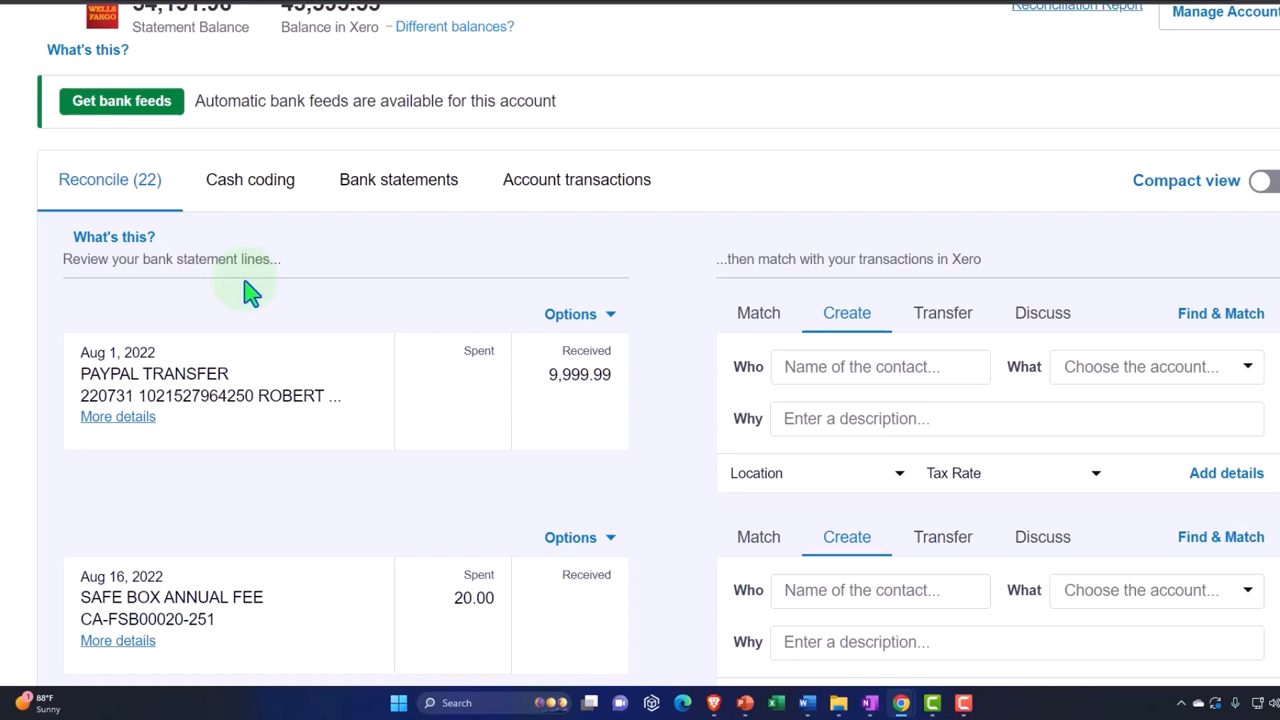 WELLS
FARGO
Statement Balance
Balance in Xero
Different balances?
Reconciliation Report
Manage Account
What's this?
Get bank feeds Automatic bank feeds are available for this account
Reconcile (22) Cash coding Bank statements Account transactions Compact view
What's this?
Review your bank statement lines... ...then match with your transactions in Xero
Options Match Create Transfer Discuss Find & Match
Aug 1, 2022 Spent Received
PAYPAL TRANSFER 9,999.99
220731 1021527964250 ROBERT ...
More details
Who Name of the contact... What Choose the account...
Why Enter a description...
Location Tax Rate Add details
Options Match Create Transfer Discuss Find & Match
Aug 16, 2022 Spent Received
SAFE BOX ANNUAL FEE 20.00
CA-FSB00020-251
More details
Who Name of the contact... What Choose the account...
Why Enter a description...
1
88°F
Sunny
Search